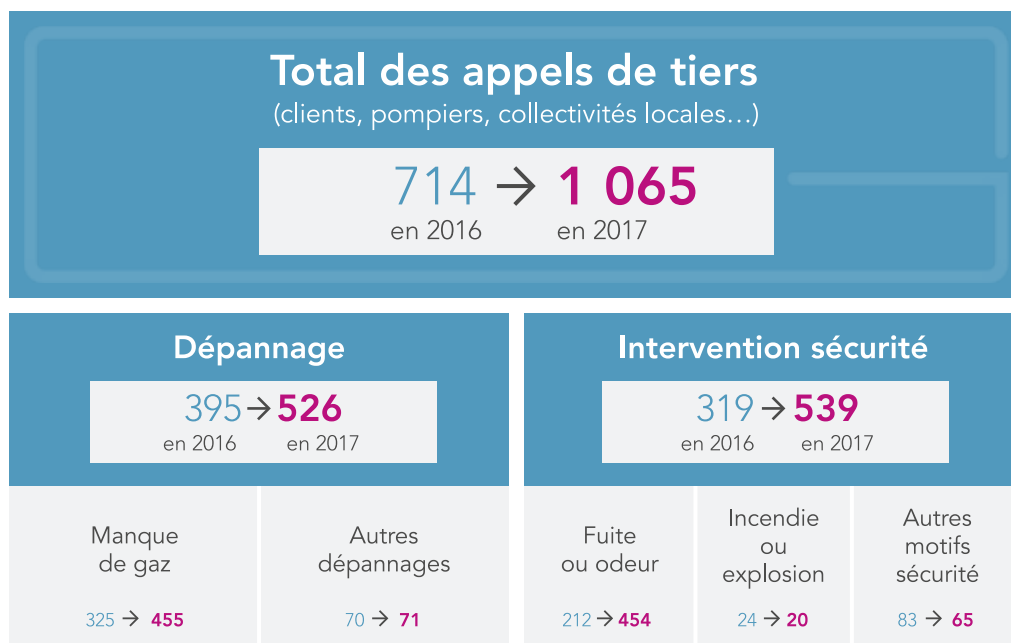 Total des appels de tiers
(clients, pompiers, collectivités locales…)
714 → 1 065
en 2016 en 2017
Dépannage
395 → 526
en 2016 en 2017
Manque
de gaz
325 → 455
Autres
dépannages
70 → 71
Intervention sécurité
319 → 539
en 2016 en 2017
Fuite
ou odeur
212 → 454
Incendie
ou
explosion
24 → 20
Autres
motifs
sécurité
83 → 65